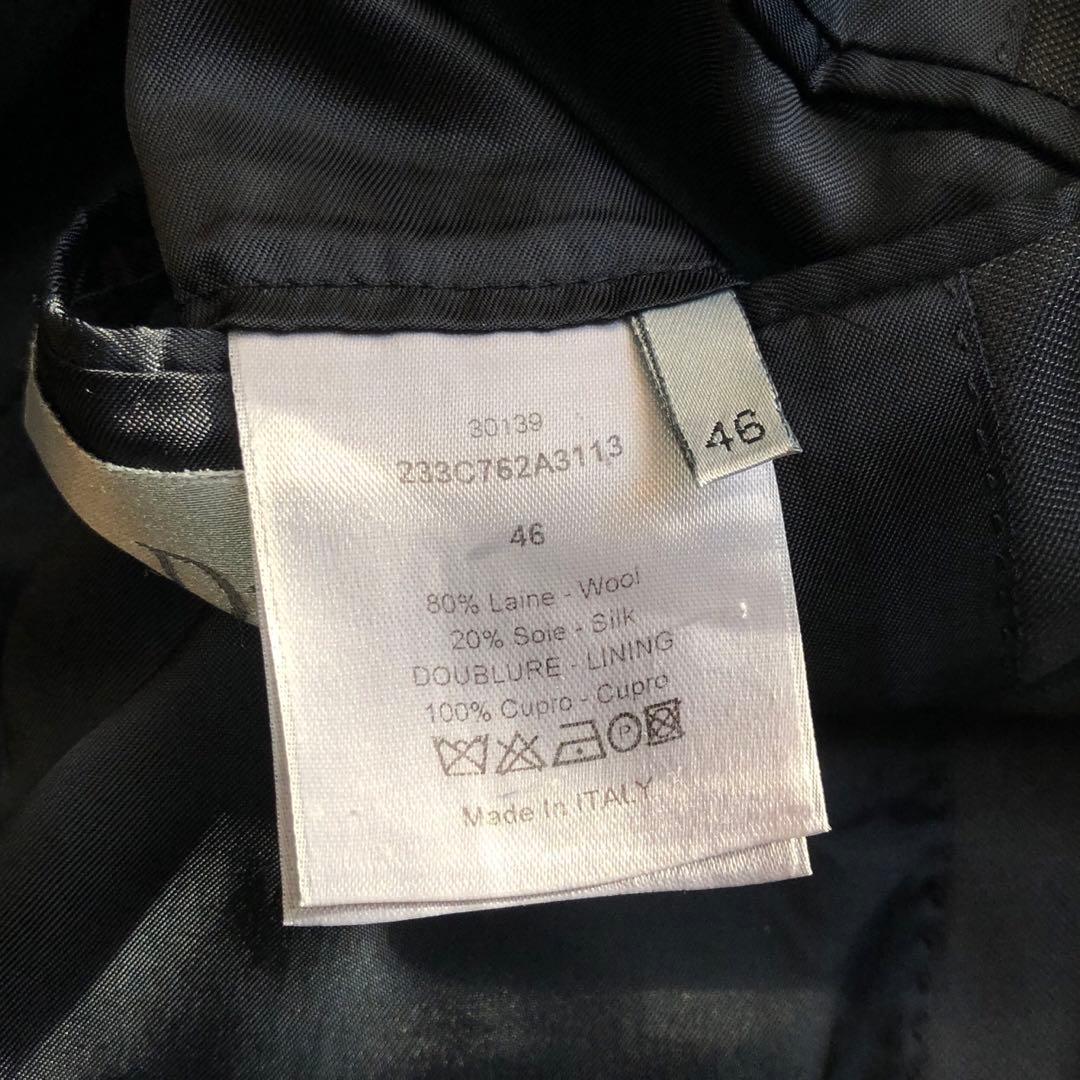 30139
233C762A3113
46
46
80% Laine - Wool
20% Soie - Silk
DOUBLURE - LINING
100% Cupro - Cupro
P
Made In ITALY